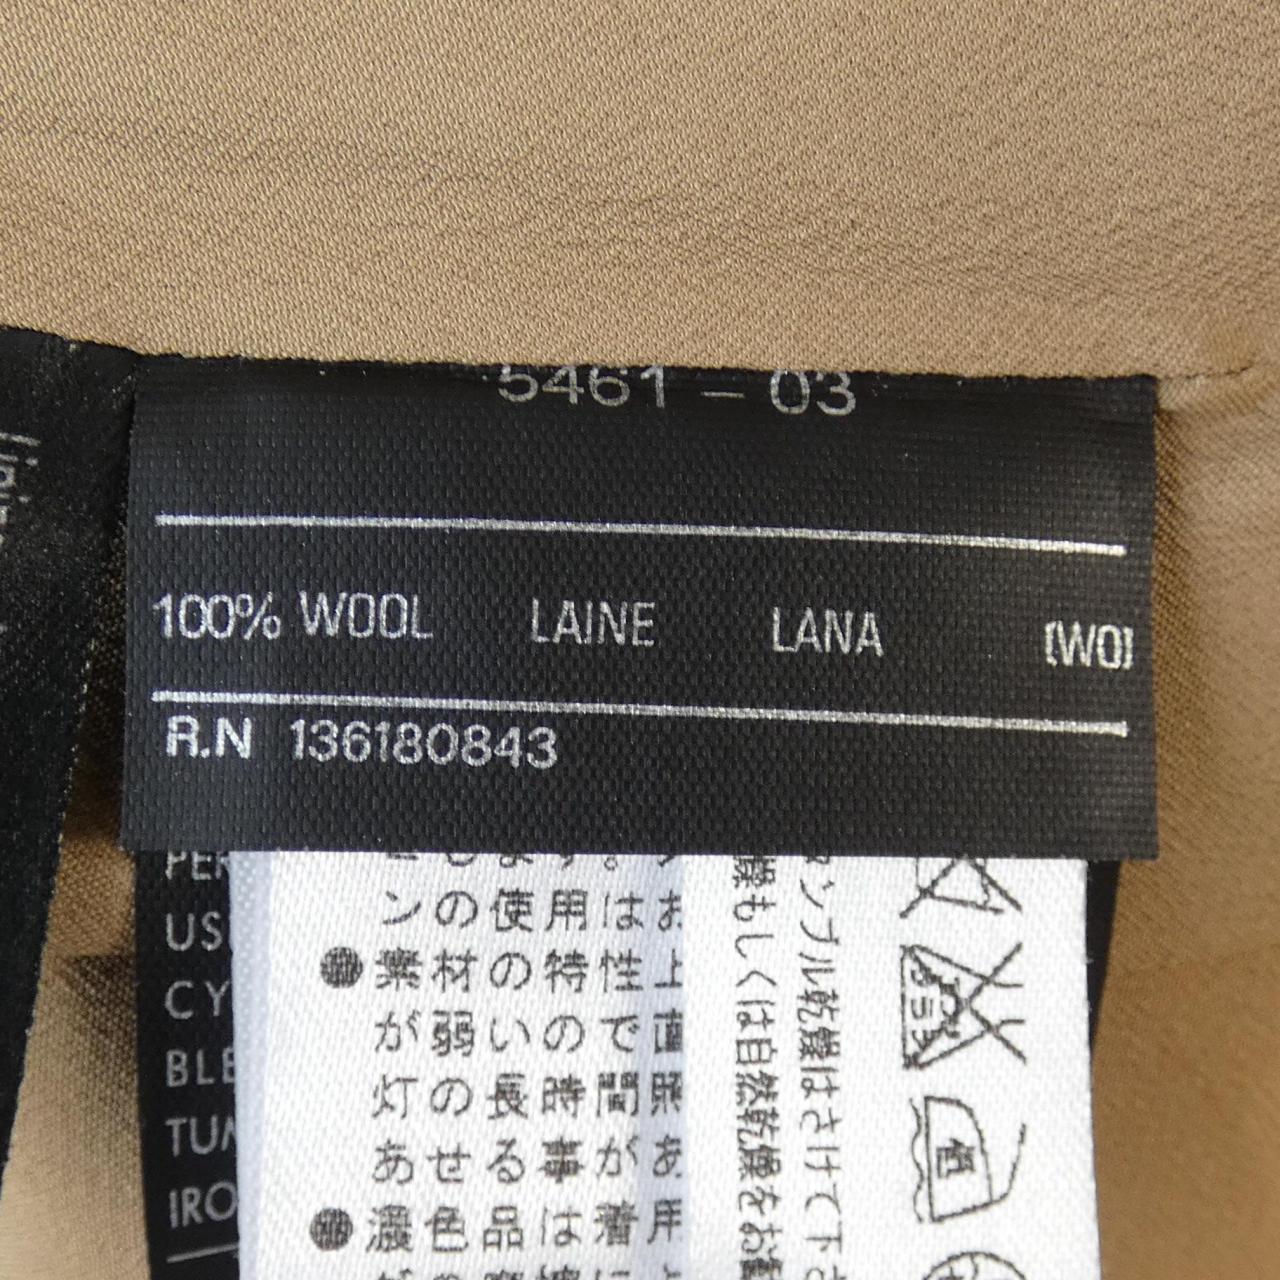 5461 - 03
100% WOOL LAINE LANA (WO)
R.N 136180843
ンの使用はお
●素材の特性上
が弱いので直
灯の長時間照
あせる事がお
●濃色品は着用
タンブル乾燥はさけて下さ
燥もしくは自然乾燥をお
US
CY
BLE
TUM
IRO